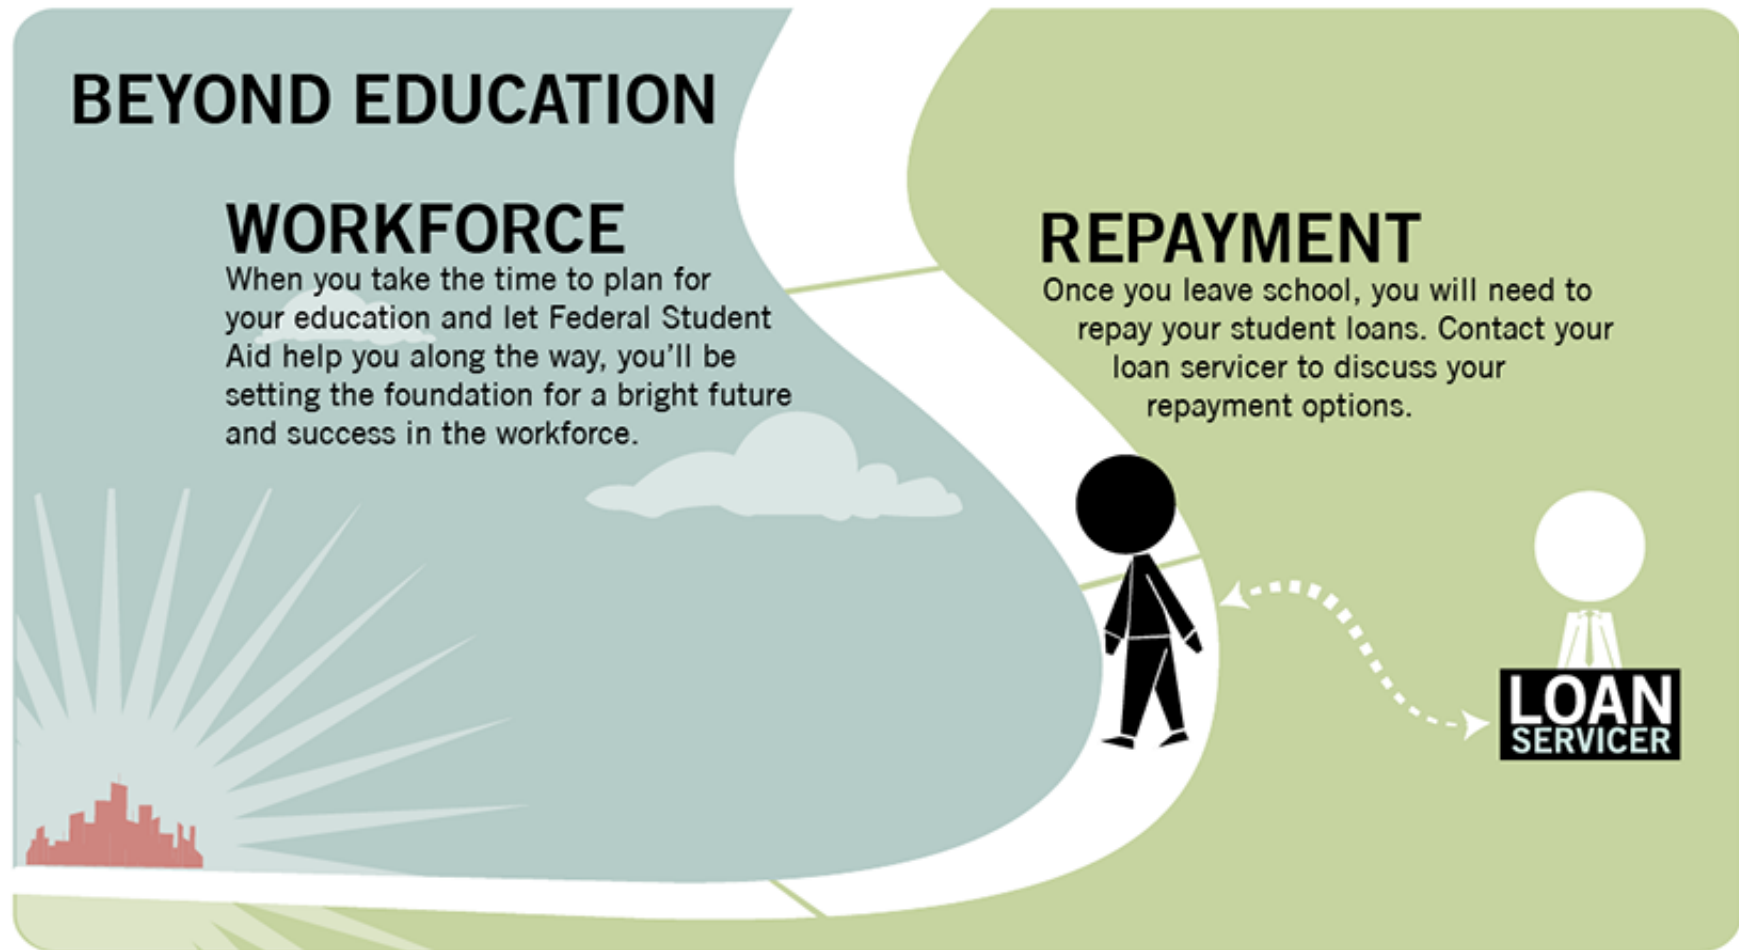 BEYOND EDUCATION
WORKFORCE
When you take the time to plan for
your education and let Federal Student
Aid help you along the way, you’ll be
setting the foundation for a bright future
and success in the workforce.
REPAYMENT
Once you leave school, you will need to
repay your student loans. Contact your
loan servicer to discuss your
repayment options.
LOAN
SERVICER